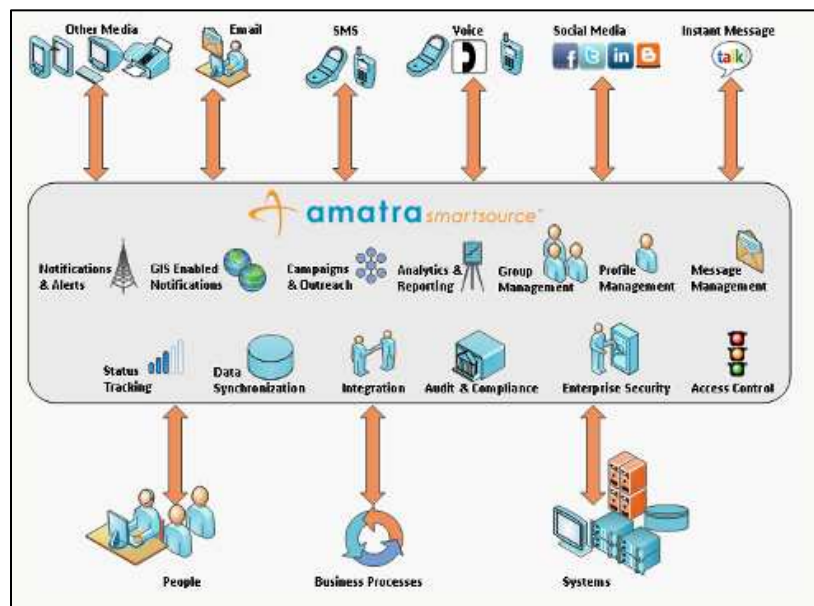 Other Media
Email
SMS
Voice
Social Media
Instant Message
f t in B
talk
amatra smartsource™
Notifications
& Alerts
GIS Enabled
Notifications
Campaigns
& Outreach
Analytics &
Reporting
Group
Management
Profile
Management
Message
Management
Status
Tracking
Data
Synchronization
Integration
Audit & Compliance
Enterprise Security
Access Control
People
Business Processes
Systems